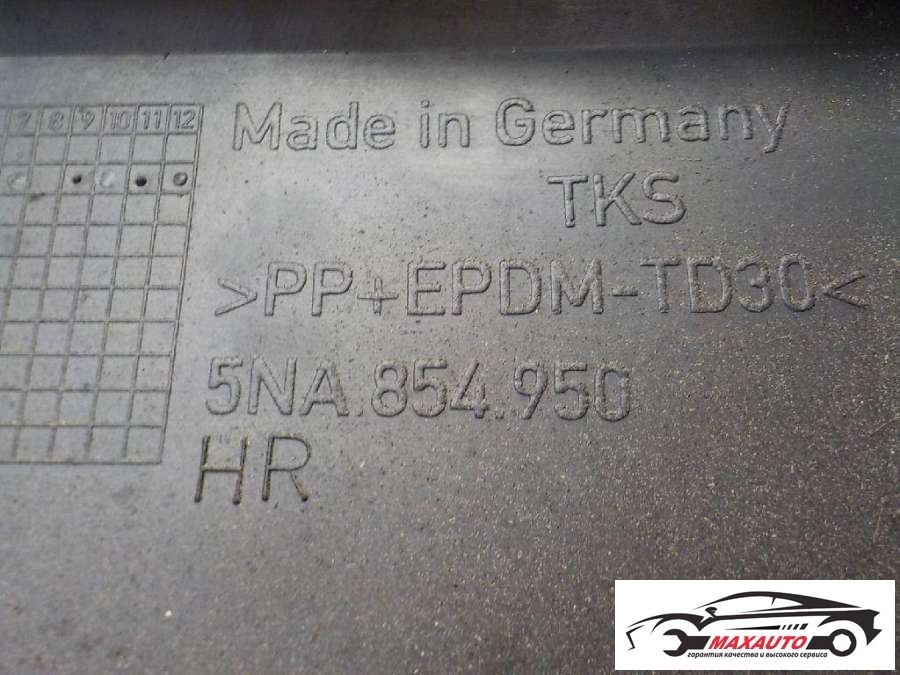 7 8 9 10 11 12
Made in Germany
TKS
>PP+EPDM-TD30<
5NA.854.950
HR
MAXAUTO
гарантия качества и высокого сервиса